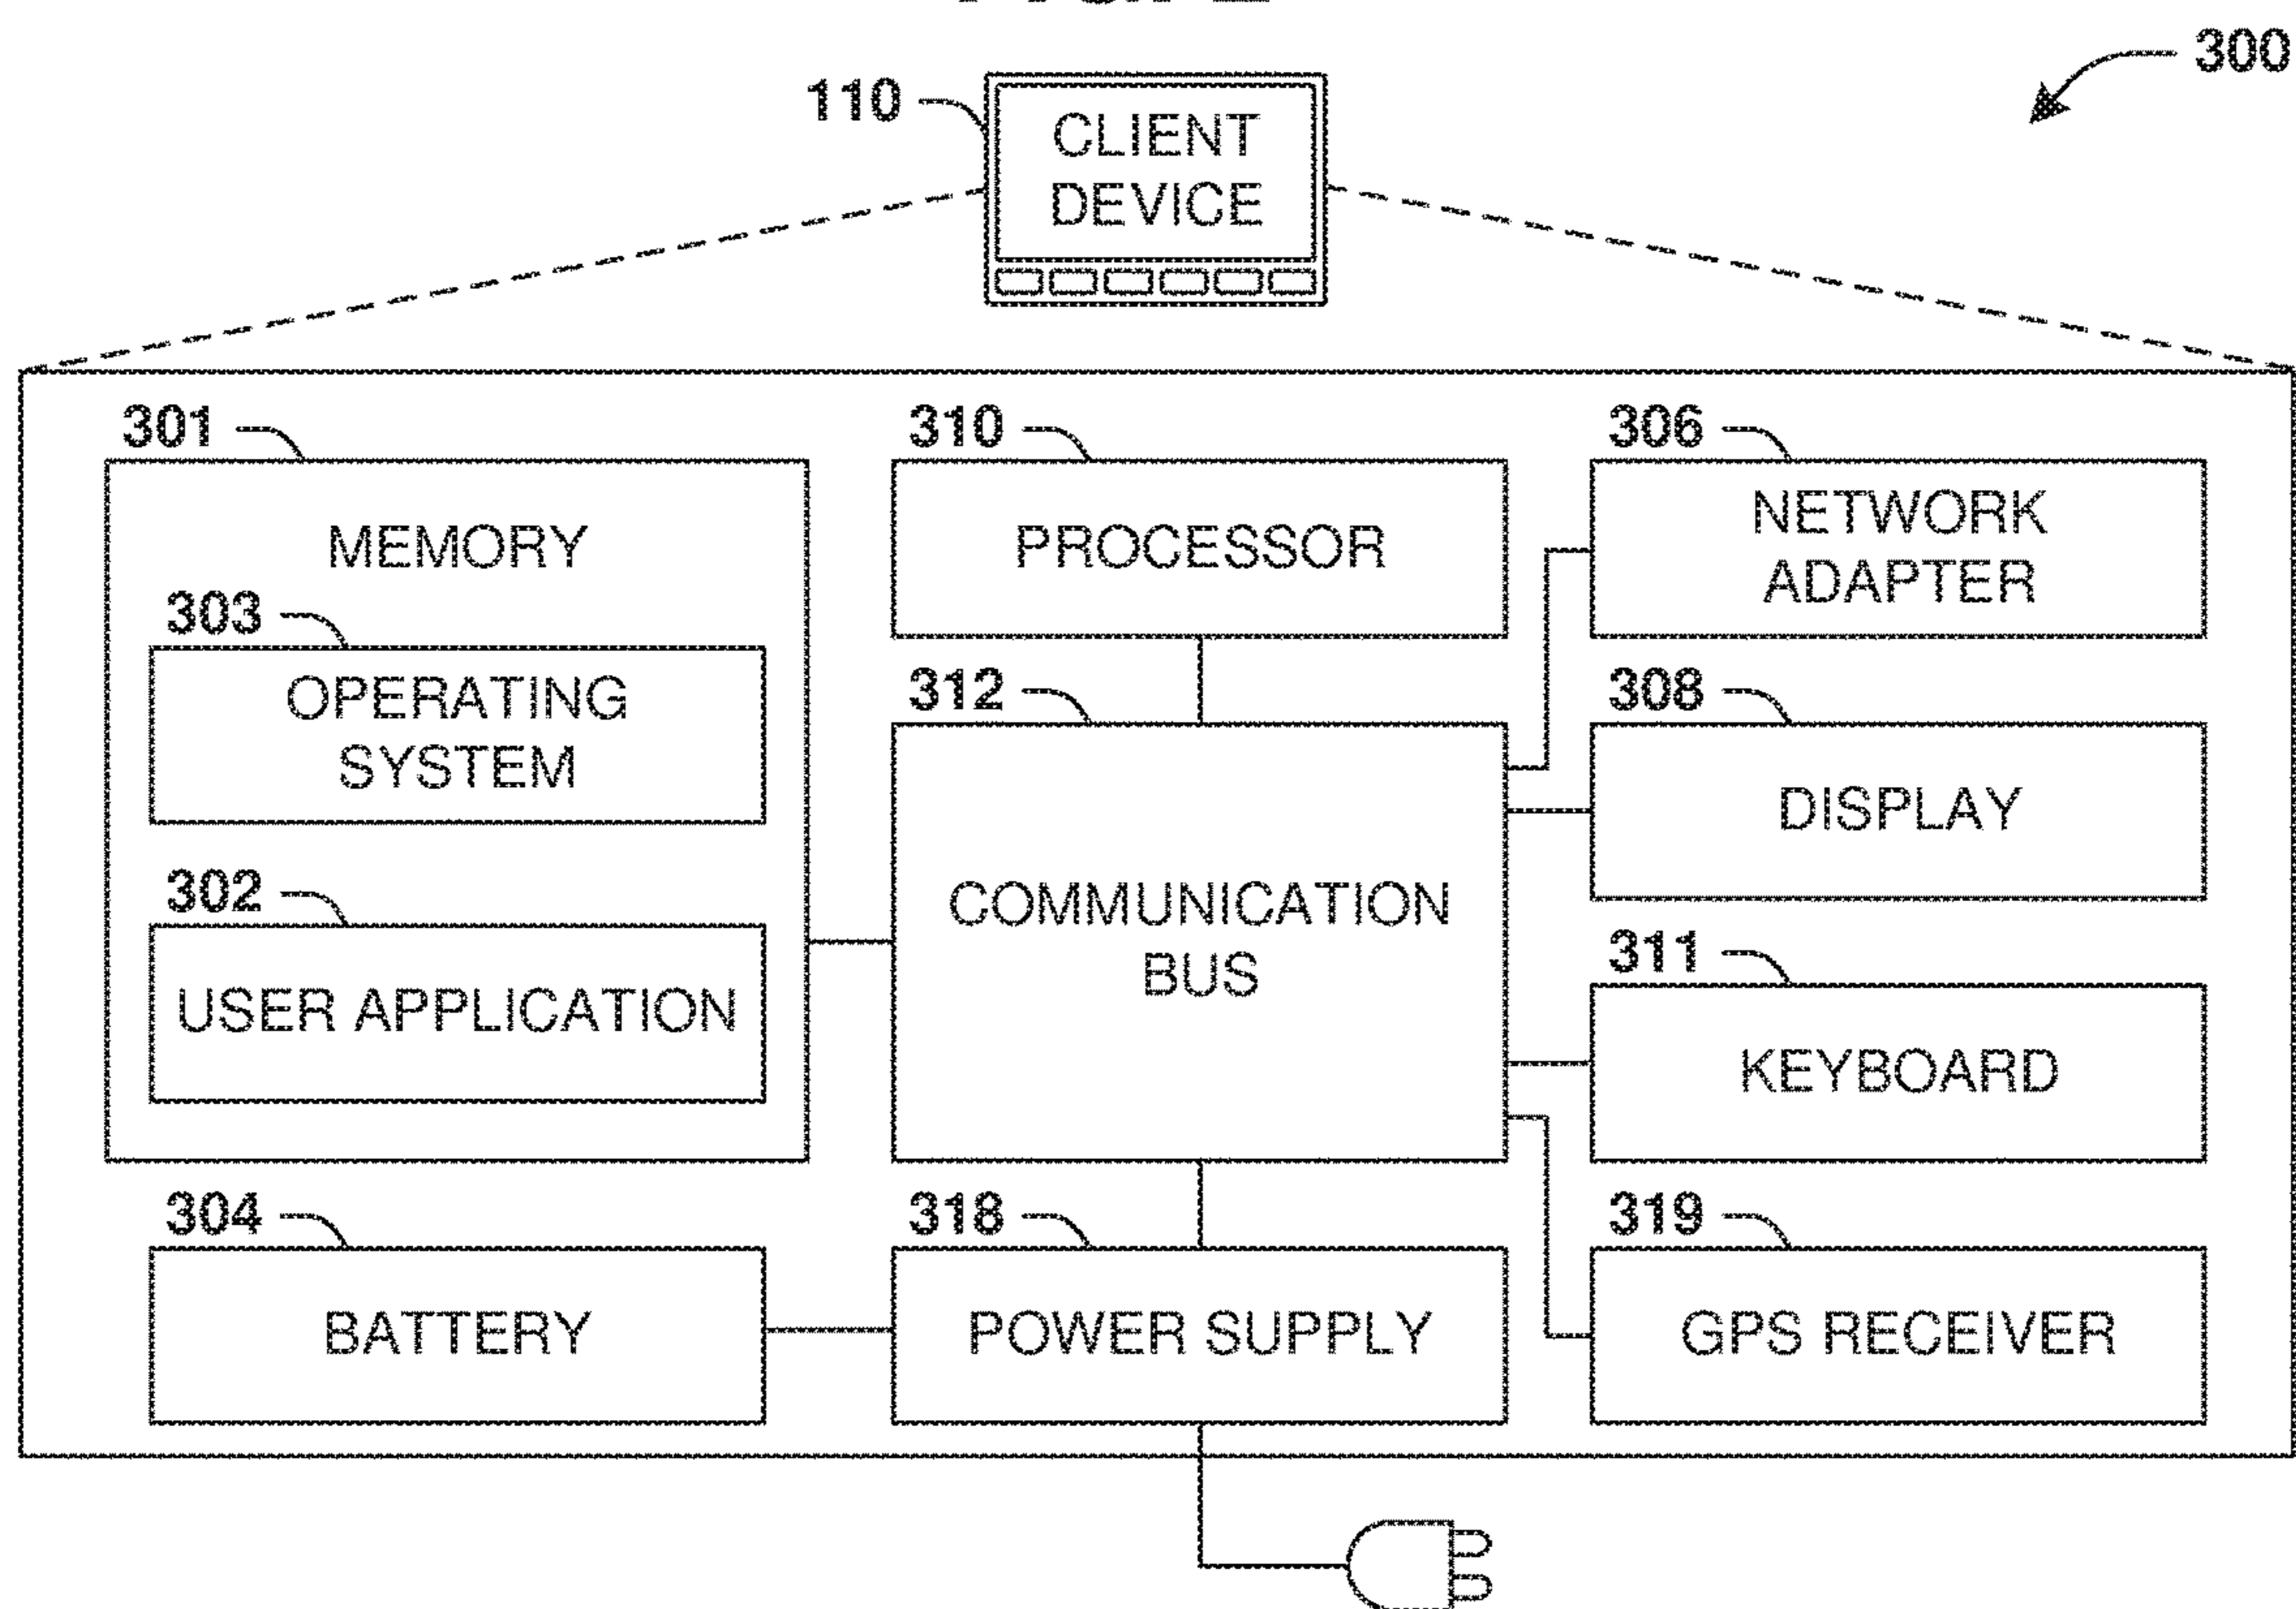 300
110
CLIENT
DEVICE
301
310
306
MEMORY
PROCESSOR
NETWORK
ADAPTER
303
OPERATING
SYSTEM
312
308
COMMUNICATION
BUS
DISPLAY
302
USER APPLICATION
311
KEYBOARD
304
318
319
BATTERY
POWER SUPPLY
GPS RECEIVER